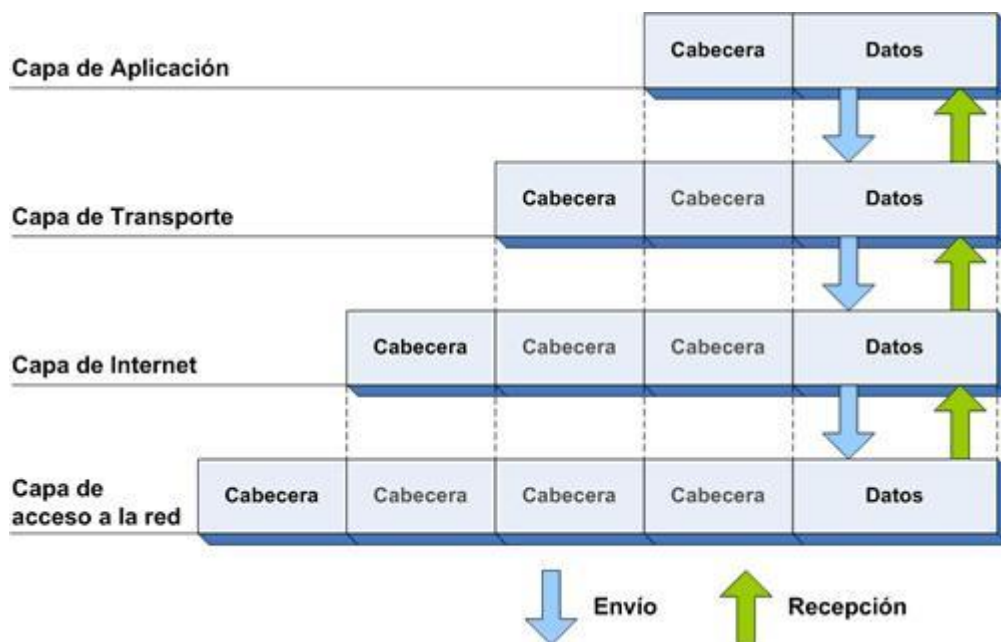 Cabecera Datos
Capa de Aplicación
Cabecera Cabecera Datos
Capa de Transporte
Cabecera Cabecera Cabecera Datos
Capa de Internet
Cabecera Cabecera Cabecera Cabecera Datos
Capa de
acceso a la red
Envío Recepción